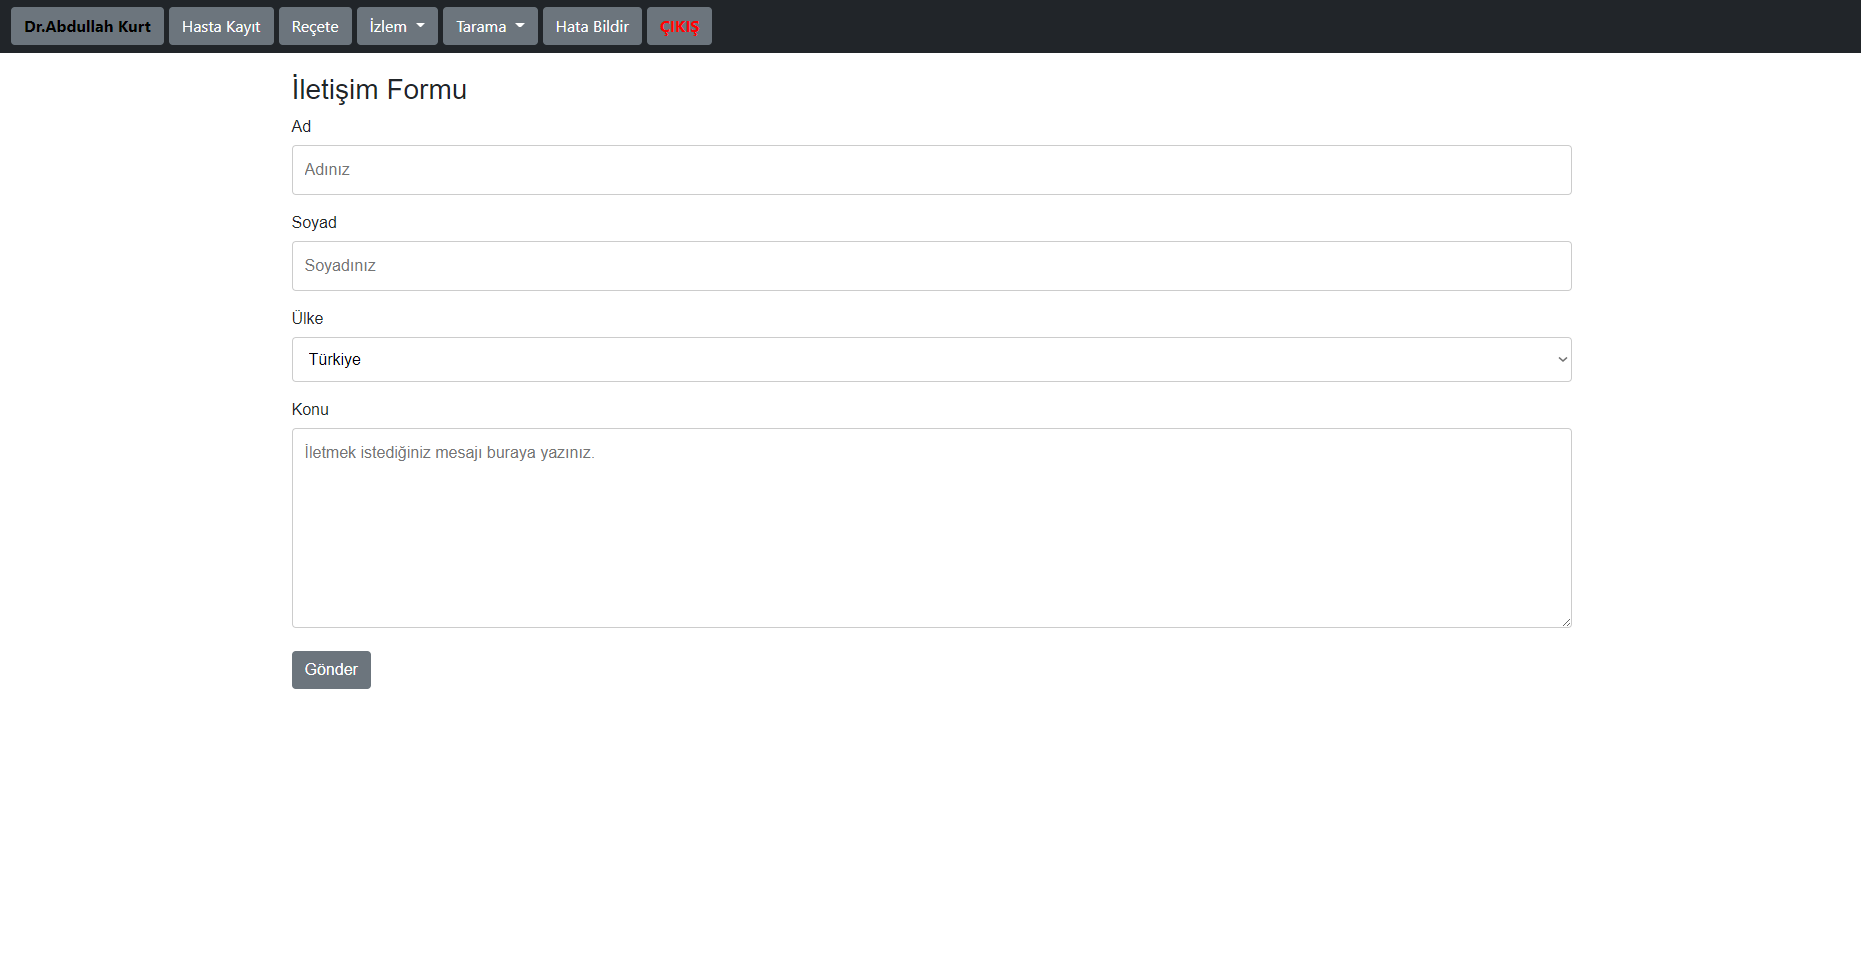 Dr.Abdullah Kurt Hasta Kayıt Reçete İzlem Tarama Hata Bildir ÇIKIŞ
İletişim Formu
Ad
Adınız
Soyad
Soyadınız
Ülke
Türkiye
Konu
İletmek istediğiniz mesajı buraya yazınız.
Gönder